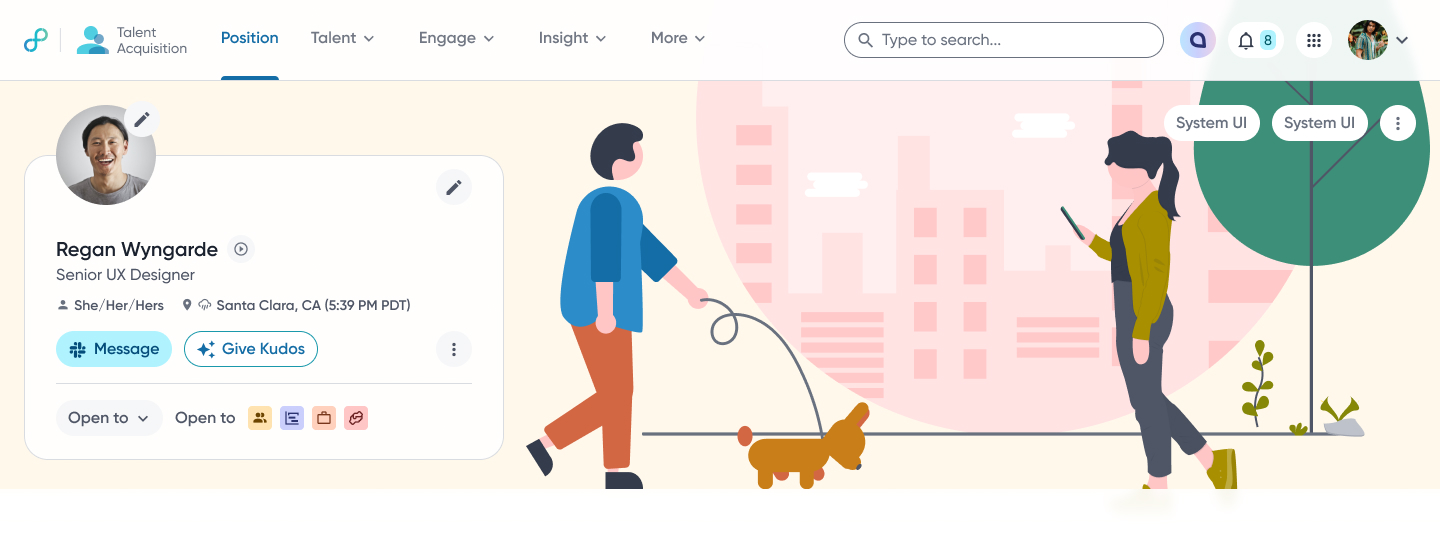 Talent
Acquisition
Position
Talent
Engage
Insight
More
Type to search...
8
System UI
System UI
Regan Wyngarde
Senior UX Designer
She/Her/Hers
Santa Clara, CA (5:39 PM PDT)
Message
Give Kudos
Open to
Open to